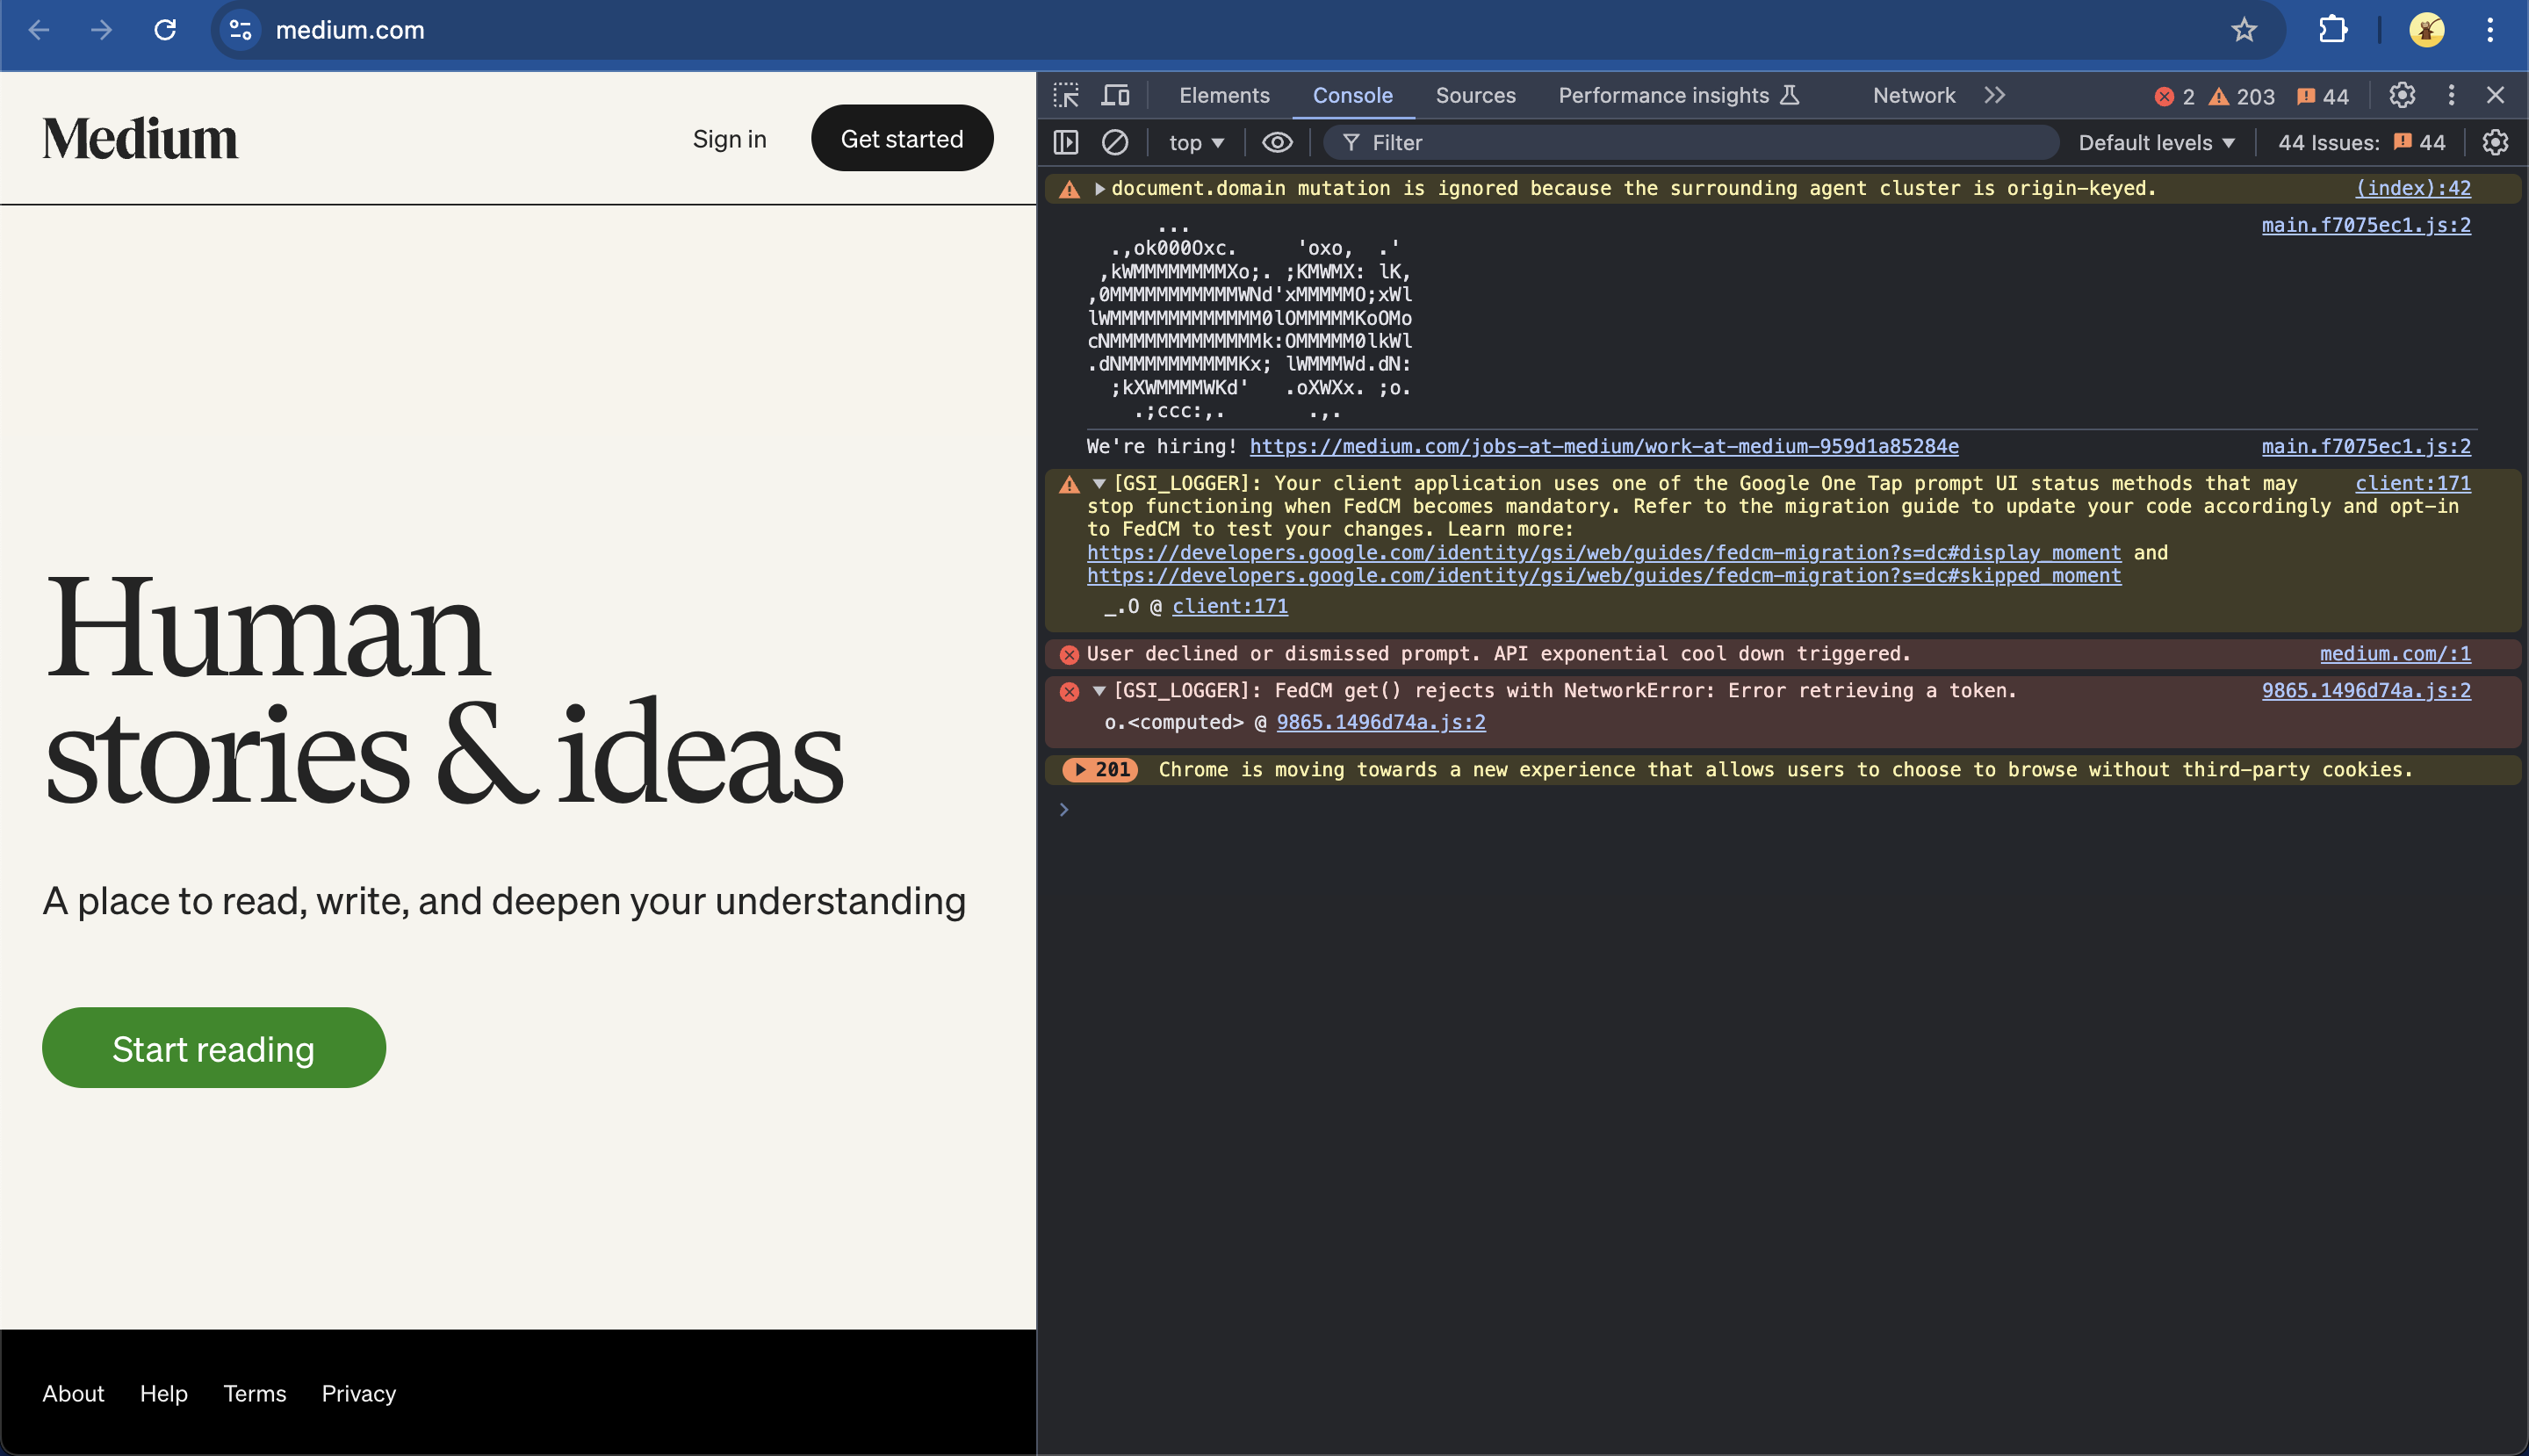 medium.com
Medium
Sign in
Get started
Human
stories & ideas
A place to read, write, and deepen your understanding
Start reading
About Help Terms Privacy
Elements Console Sources Performance insights Network 2 203 44
top Filter Default levels 44 Issues: 44
document.domain mutation is ignored because the surrounding agent cluster is origin-keyed. (index):42
main.f7075ec1.js:2
...
.,ok000Oxc. 'oxo, .'
,kWMMMMMMMMXo;. ;KMWMX: lK,
,0MMMMMMMMMMMWNd'xMMMMMO;xWl
lWMMMMMMMMMMMMM0lOMMMMMKoOMo
cNMMMMMMMMMMMMMk:OMMMMM0lkWl
.dNMMMMMMMMMMKx; lWMMMWd.dN:
;kXWMMMMWKd' .oXWXx. ;o.
.;ccc:,. .,.
We're hiring! https://medium.com/jobs-at-medium/work-at-medium-959d1a85284e main.f7075ec1.js:2
[GSI_LOGGER]: Your client application uses one of the Google One Tap prompt UI status methods that may client:171
stop functioning when FedCM becomes mandatory. Refer to the migration guide to update your code accordingly and opt-in
to FedCM to test your changes. Learn more:
https://developers.google.com/identity/gsi/web/guides/fedcm-migration?s=dc#display_moment and
https://developers.google.com/identity/gsi/web/guides/fedcm-migration?s=dc#skipped_moment
_.O @ client:171
User declined or dismissed prompt. API exponential cool down triggered. medium.com/:1
[GSI_LOGGER]: FedCM get() rejects with NetworkError: Error retrieving a token. 9865.1496d74a.js:2
o.<computed> @ 9865.1496d74a.js:2
201 Chrome is moving towards a new experience that allows users to choose to browse without third-party cookies.